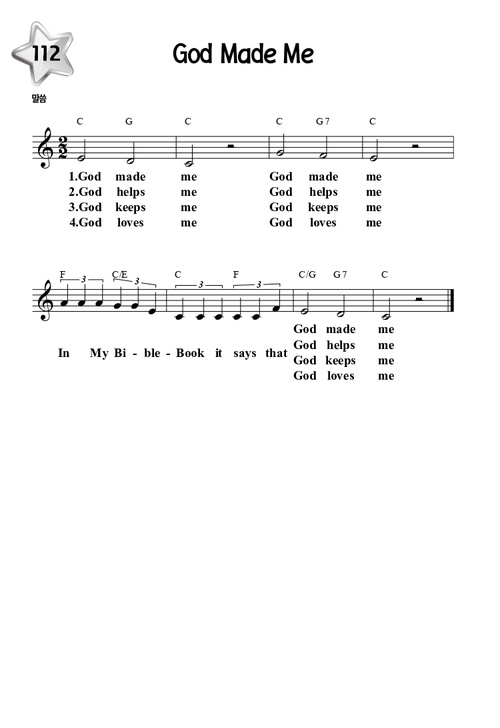 112
God Made Me
말씀
C G C C G7 C
1.God made me God made me
2.God helps me God helps me
3.God keeps me God keeps me
4.God loves me God loves me
F C/E C F C/G G7 C
3 3 3 3
God made me
God helps me
In My Bi - ble - Book it says that
God keeps me
God loves me